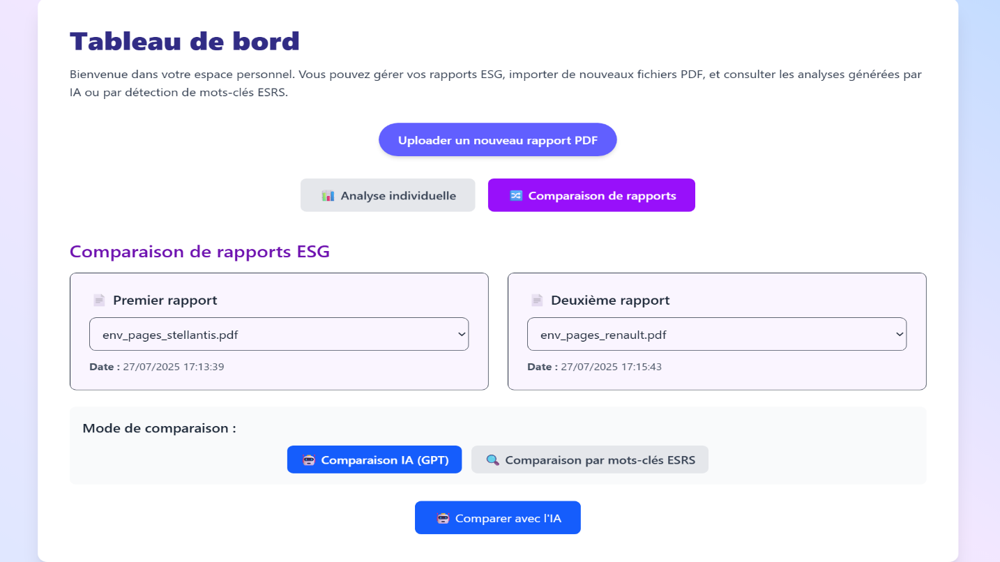 Tableau de bord
Bienvenue dans votre espace personnel. Vous pouvez gérer vos rapports ESG, importer de nouveaux fichiers PDF, et consulter les analyses générées par
IA ou par détection de mots-clés ESRS.
Uploader un nouveau rapport PDF
Analyse individuelle
Comparaison de rapports
Comparaison de rapports ESG
Premier rapport
env_pages_stellantis.pdf
Date : 27/07/2025 17:13:39
Deuxième rapport
env_pages_renault.pdf
Date : 27/07/2025 17:15:43
Mode de comparaison :
Comparaison IA (GPT)
Comparaison par mots-clés ESRS
Comparer avec l'IA